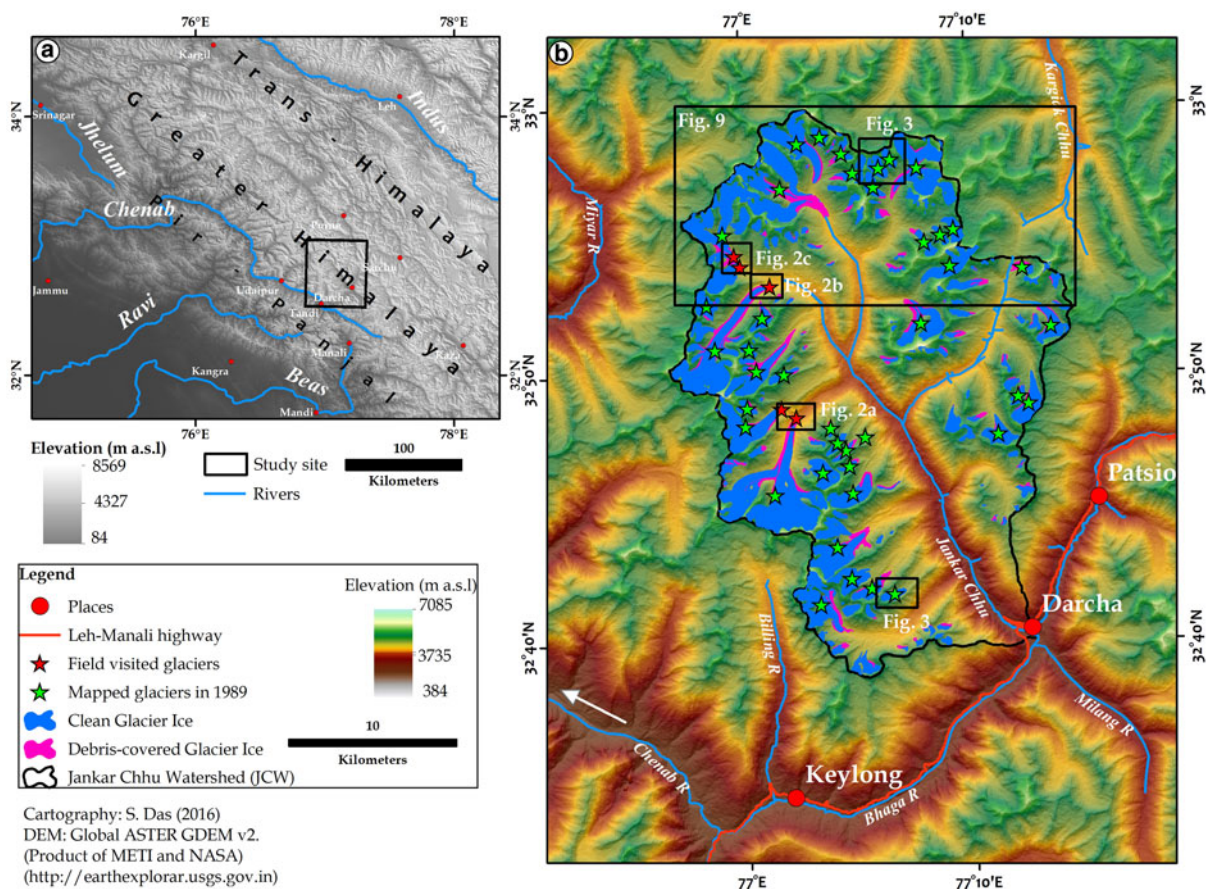 a
76°E
78°E
34°N
32°N
34°N
32°N
76°E
78°E
Kargil
Trans - Himalaya
Leh
Indus
Srinagar
Jhelum
Greater Himalaya
Chenab
Pir - Panjal
Sarchu
Udaipur
Darcha
Tandi
Jammu
Ravi
Manali
Kaza
Kangra
Beas
Mandi
Elevation (m a.s.l)
8569
4327
84
Study site
Rivers
100
Kilometers
Legend
Places
Leh-Manali highway
Field visited glaciers
Mapped glaciers in 1989
Clean Glacier Ice
Debris-covered Glacier Ice
Jankar Chhu Watershed (JCW)
Elevation (m a.s.l)
7085
3735
384
10
Kilometers
Cartography: S. Das (2016)
DEM: Global ASTER GDEM v2.
(Product of METI and NASA)
(http://earthexplorar.usgs.gov.in)
b
77°E
77°10'E
33°N
33°N
32°50'N
32°50'N
32°40'N
32°40'N
77°E
77°10'E
Fig. 9
Fig. 3
Kargiak Chhu
Miyar R
Fig. 2c
Fig. 2b
Fig. 2a
Patsio
Jankar Chhu
Darcha
Fig. 3
Billing R
Milang R
Chenab R
Keylong
Bhaga R